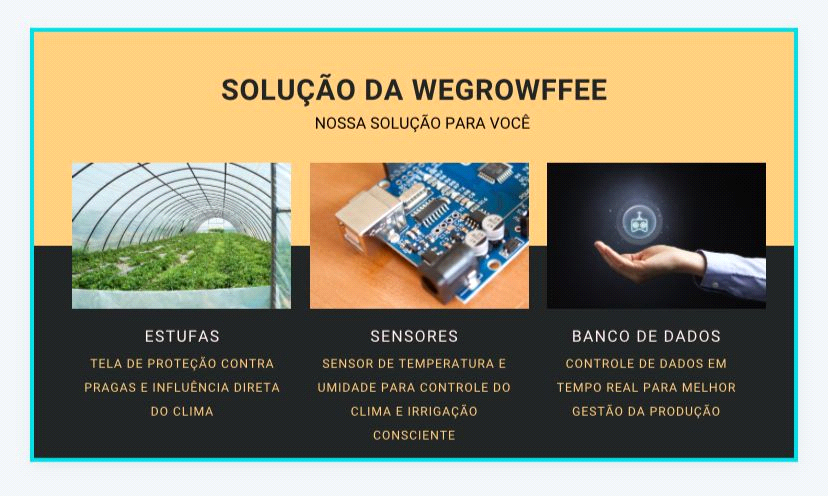 SOLUÇÃO DA WEGROWFFEE
NOSSA SOLUÇÃO PARA VOCÊ
ESTUFAS
TELA DE PROTEÇÃO CONTRA
PRAGAS E INFLUÊNCIA DIRETA
DO CLIMA
SENSORES
SENSOR DE TEMPERATURA E
UMIDADE PARA CONTROLE DO
CLIMA E IRRIGAÇÃO
CONSCIENTE
BANCO DE DADOS
CONTROLE DE DADOS EM
TEMPO REAL PARA MELHOR
GESTÃO DA PRODUÇÃO